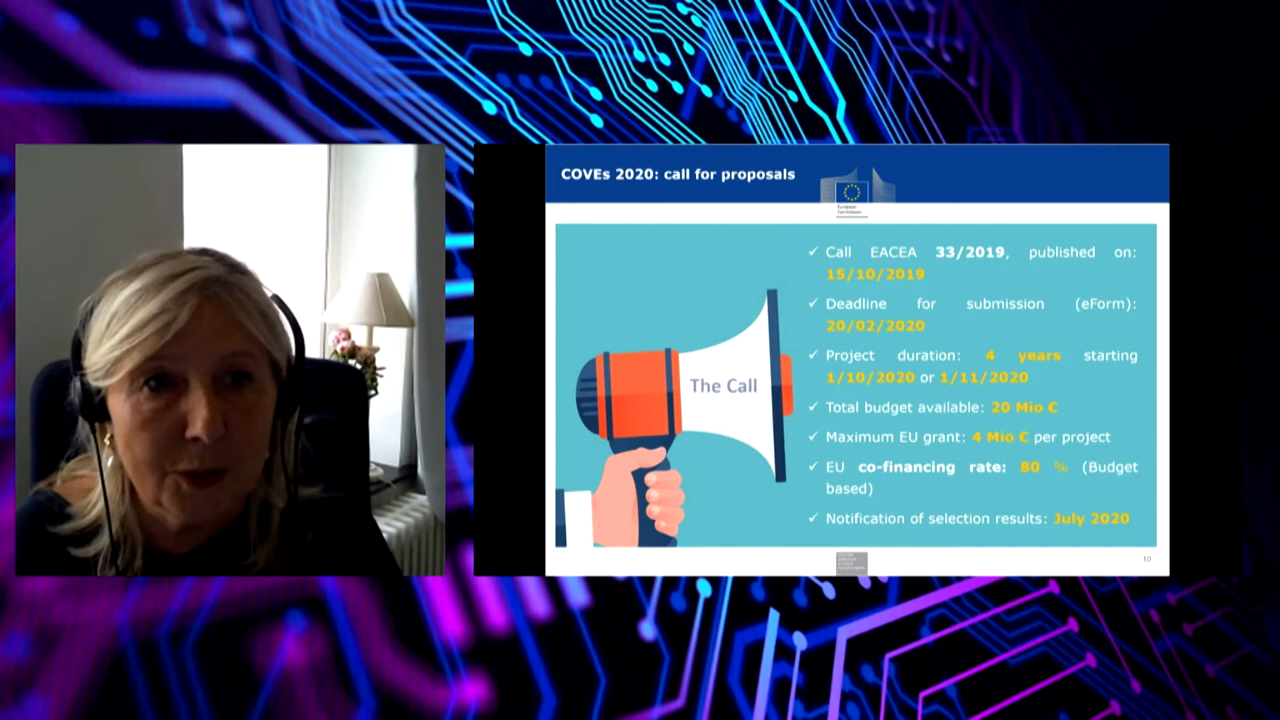 COVEs 2020: call for proposals
European
Commission
The Call
✓ Call EACEA 33/2019, published on:
15/10/2019
✓ Deadline for submission (eForm):
20/02/2020
✓ Project duration: 4 years starting
1/10/2020 or 1/11/2020
✓ Total budget available: 20 Mio €
✓ Maximum EU grant: 4 Mio € per project
✓ EU co-financing rate: 80 % (Budget
based)
✓ Notification of selection results: July 2020
10